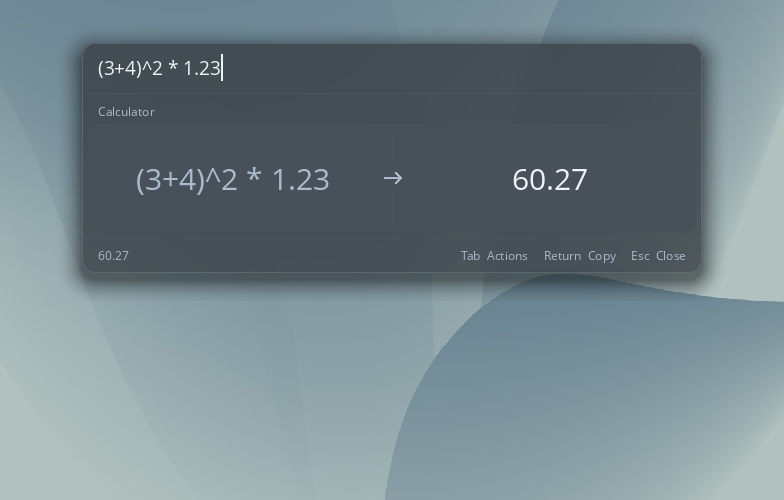 (3+4)^2 * 1.23
Calculator
(3+4)^2 * 1.23 → 60.27
60.27 Tab Actions Return Copy Esc Close